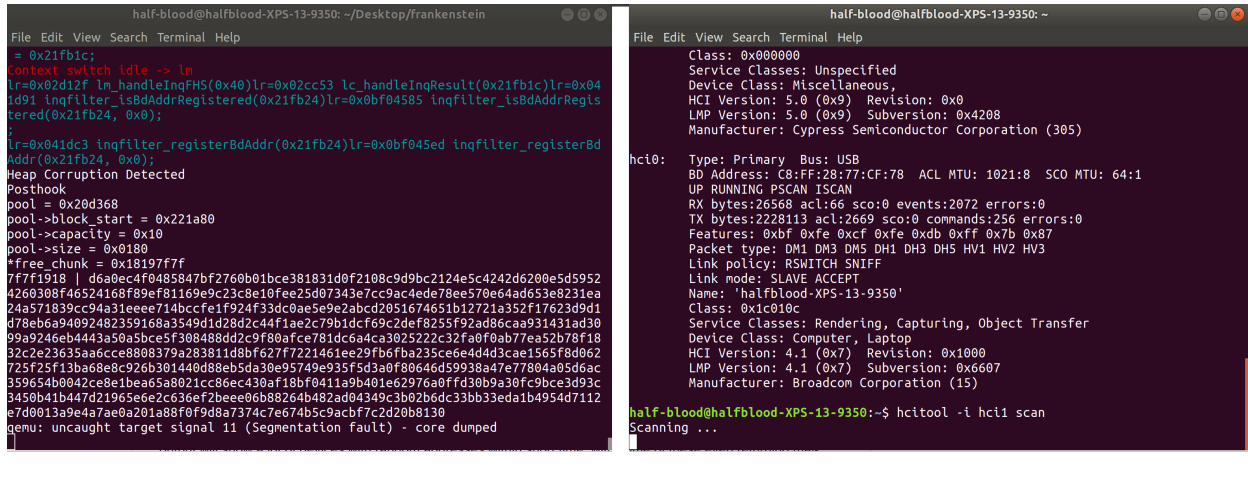 half-blood@halfblood-XPS-13-9350: ~/Desktop/frankenstein
File Edit View Search Terminal Help
= 0x21fb1c;
Context switch idle -> lm
lr=0x02d12f lm_handleInqFHS(0x40)lr=0x02cc53 lc_handleInqResult(0x21fb1c)lr=0x04
1d91 inqfilter_isBdAddrRegistered(0x21fb24)lr=0x0bf04585 inqfilter_isBdAddrRegis
tered(0x21fb24, 0x0);
;
lr=0x041dc3 inqfilter_registerBdAddr(0x21fb24)lr=0x0bf045ed inqfilter_registerBd
Addr(0x21fb24, 0x0);
Heap Corruption Detected
Posthook
pool = 0x20d368
pool->block_start = 0x221a80
pool->capacity = 0x10
pool->size = 0x0180
*free_chunk = 0x18197f7f
7f7f1918 | d6a0ec4f0485847bf2760b01bce381831d0f2108c9d9bc2124e5c4242d6200e5d5952
4260308f46524168f89ef81169e9c23c8e10fee25d07343e7cc9ac4ede78ee570e64ad653e8231ea
24a571839cc94a31eeee714bccfe1f924f33dc0ae5e9e2abcd2051674651b12721a352f17623d9d1
d78eb6a94092482359168a3549d1d28d2c44f1ae2c79b1dcf69c2def8255f92ad86caa931431ad30
99a9246eb4443a50a5bce5f308488dd2c9f80afce781dc6a4ca3025222c32fa0f0ab77ea52b78f18
32c2e23635aa6cce8808379a283811d8bf627f7221461ee29fb6fba235ce6e4d4d3cae1565f8d062
725f25f13ba68e8c926b301440d88eb5da30e95749e935f5d3a0f80646d59938a47e77804a05d6ac
359654b0042ce8e1bea65a8021cc86ec430af18bf0411a9b401e62976a0ffd30b9a30fc9bce3d93c
3450b41b447d21965e6e2c636ef2beee06b88264b482ad04349c3b02b6dc33bb33eda1b4954d7112
e7d0013a9e4a7ae0a201a88f0f9d8a7374c7e674b5c9acbf7c2d20b8130
qemu: uncaught target signal 11 (Segmentation fault) - core dumped
half-blood@halfblood-XPS-13-9350: ~
File Edit View Search Terminal Help
Class: 0x000000
Service Classes: Unspecified
Device Class: Miscellaneous,
HCI Version: 5.0 (0x9) Revision: 0x0
LMP Version: 5.0 (0x9) Subversion: 0x4208
Manufacturer: Cypress Semiconductor Corporation (305)
hci0: Type: Primary Bus: USB
BD Address: C8:FF:28:77:CF:78 ACL MTU: 1021:8 SCO MTU: 64:1
UP RUNNING PSCAN ISCAN
RX bytes:26568 acl:66 sco:0 events:2072 errors:0
TX bytes:2228113 acl:2669 sco:0 commands:256 errors:0
Features: 0xbf 0xfe 0xcf 0xfe 0xdb 0xff 0x7b 0x87
Packet type: DM1 DM3 DM5 DH1 DH3 DH5 HV1 HV2 HV3
Link policy: RSWITCH SNIFF
Link mode: SLAVE ACCEPT
Name: 'halfblood-XPS-13-9350'
Class: 0x1c010c
Service Classes: Rendering, Capturing, Object Transfer
Device Class: Computer, Laptop
HCI Version: 4.1 (0x7) Revision: 0x1000
LMP Version: 4.1 (0x7) Subversion: 0x6607
Manufacturer: Broadcom Corporation (15)
half-blood@halfblood-XPS-13-9350:~$ hcitool -i hci1 scan
Scanning ...